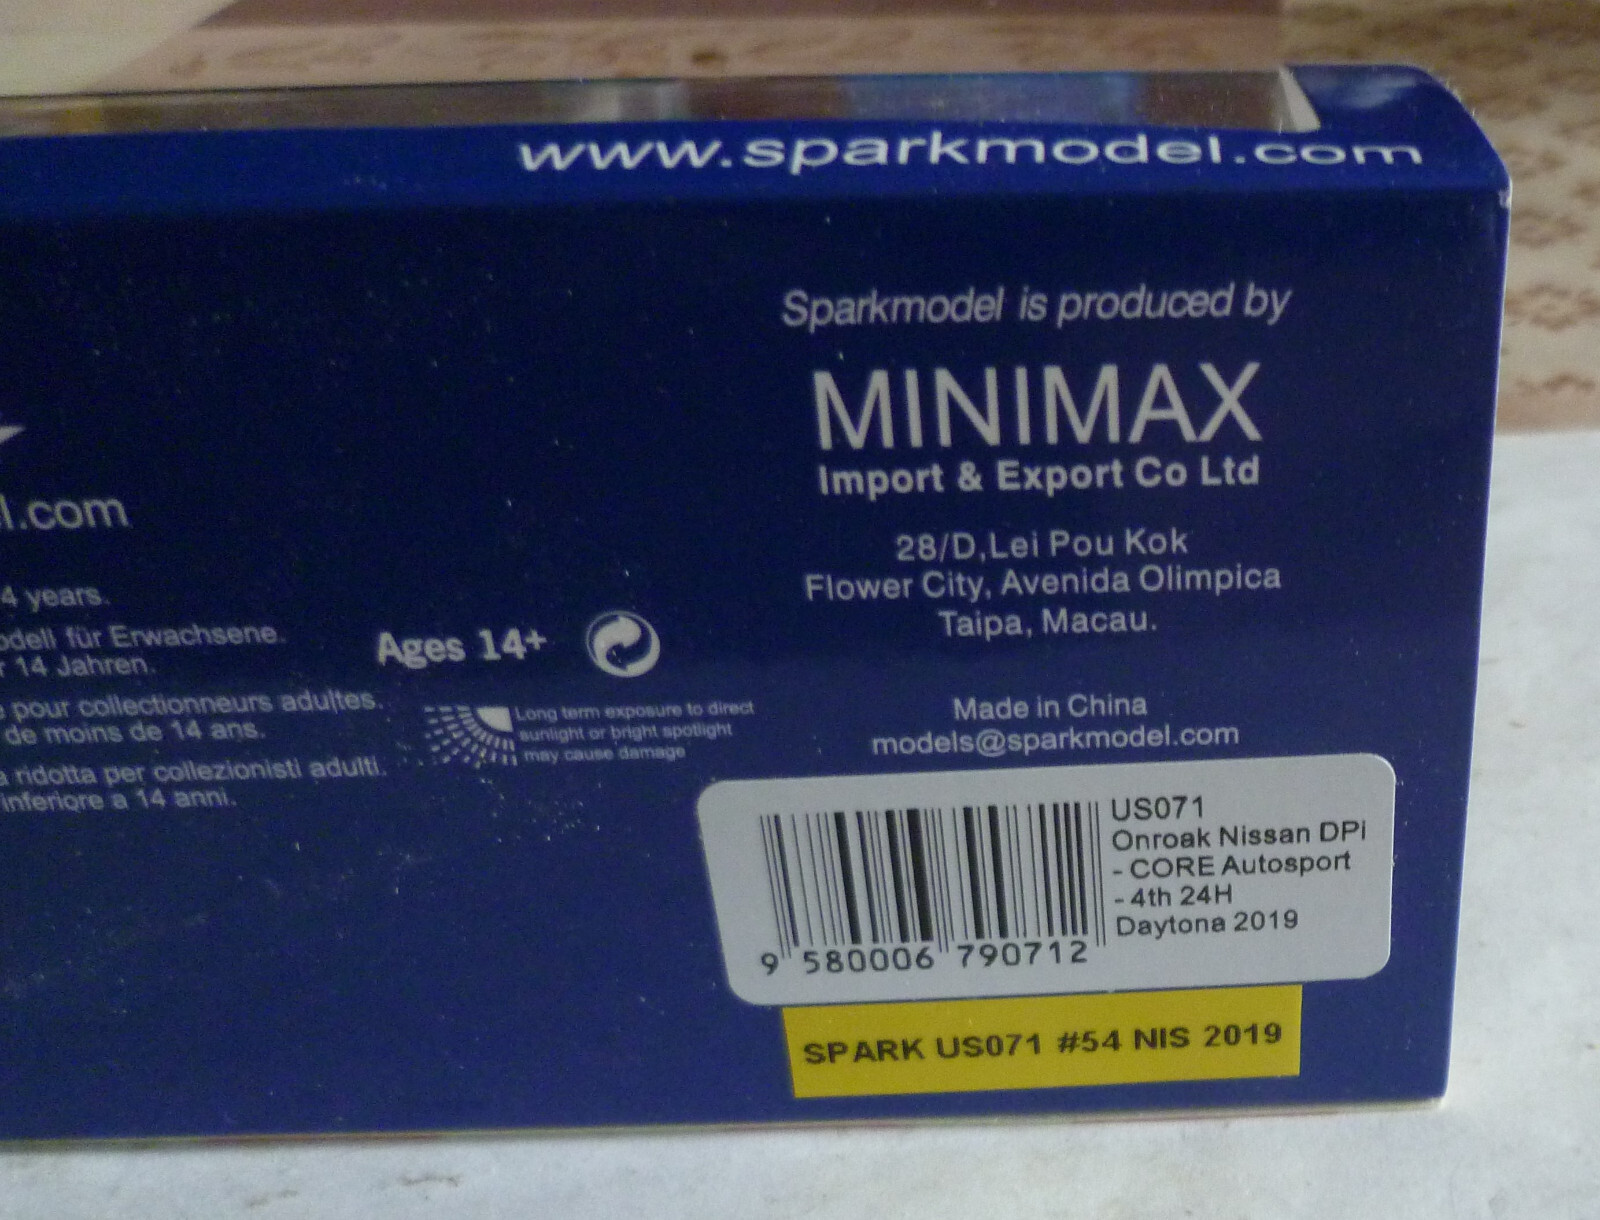 www.sparkmodel.com
Sparkmodel is produced by
MINIMAX
Import & Export Co Ltd
28/D,Lei Pou Kok
Flower City, Avenida Olimpica
Taipa, Macau.
Made in China
models@sparkmodel.com
l.com
4 years.
odell für Erwachsene.
r 14 Jahren.
e pour collectionneurs adultes.
de moins de 14 ans.
a ridotta per collezionisti adulti.
inferiore a 14 anni.
Ages 14+
Long term exposure to direct
sunlight or bright spotlight
may cause damage
US071
Onroak Nissan DPi
- CORE Autosport
- 4th 24H
Daytona 2019
9 580006 790712
SPARK US071 #54 NIS 2019